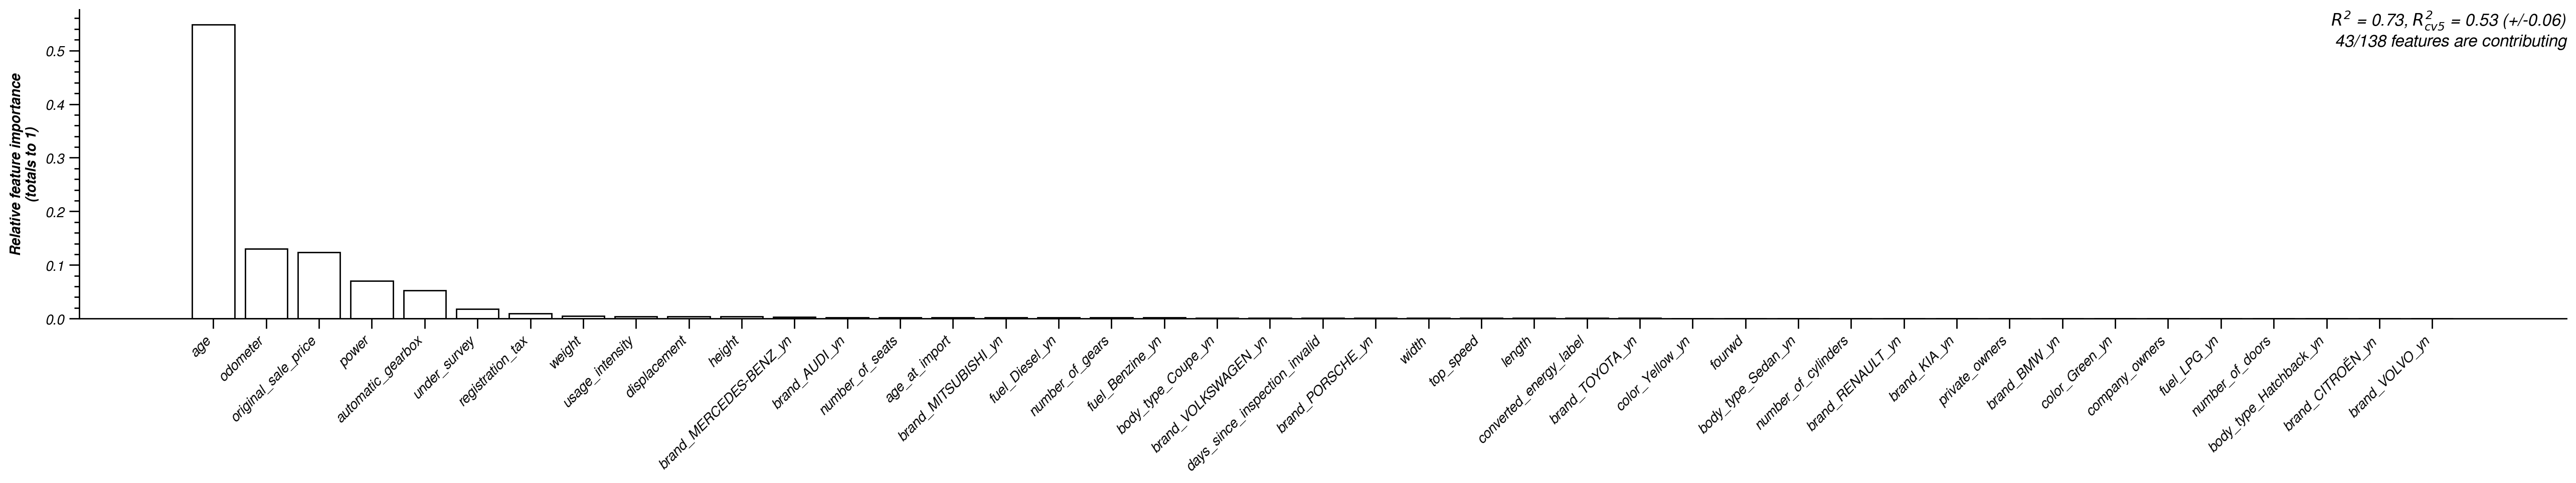 R² = 0.73, R²cv5 = 0.53 (+/-0.06)
43/138 features are contributing
Relative feature importance
(totals to 1)
0.5
0.4
0.3
0.2
0.1
0.0
age
odometer
original_sale_price
power
automatic_gearbox
under_survey
registration_tax
weight
usage_intensity
displacement
height
brand_MERCEDES-BENZ_yn
brand_AUDI_yn
number_of_seats
age_at_import
brand_MITSUBISHI_yn
fuel_Diesel_yn
number_of_gears
fuel_Benzine_yn
body_type_Coupe_yn
brand_VOLKSWAGEN_yn
days_since_inspection_invalid
brand_PORSCHE_yn
width
top_speed
length
converted_energy_label
brand_TOYOTA_yn
color_Yellow_yn
fourwd
body_type_Sedan_yn
number_of_cylinders
brand_RENAULT_yn
brand_KIA_yn
private_owners
brand_BMW_yn
color_Green_yn
company_owners
fuel_LPG_yn
number_of_doors
body_type_Hatchback_yn
brand_CITROËN_yn
brand_VOLVO_yn